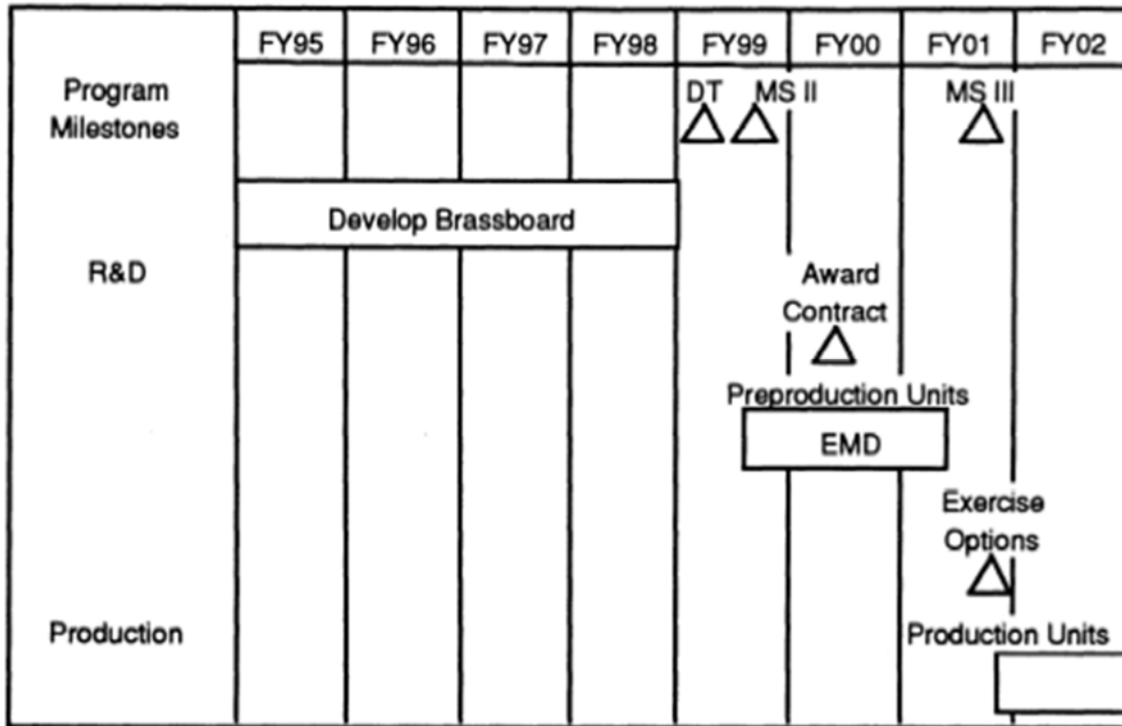 FY95 FY96 FY97 FY98 FY99 FY00 FY01 FY02
Program
Milestones
DT MS II MS III
Develop Brassboard
R&D
Award
Contract
Preproduction Units
EMD
Exercise
Options
Production
Production Units